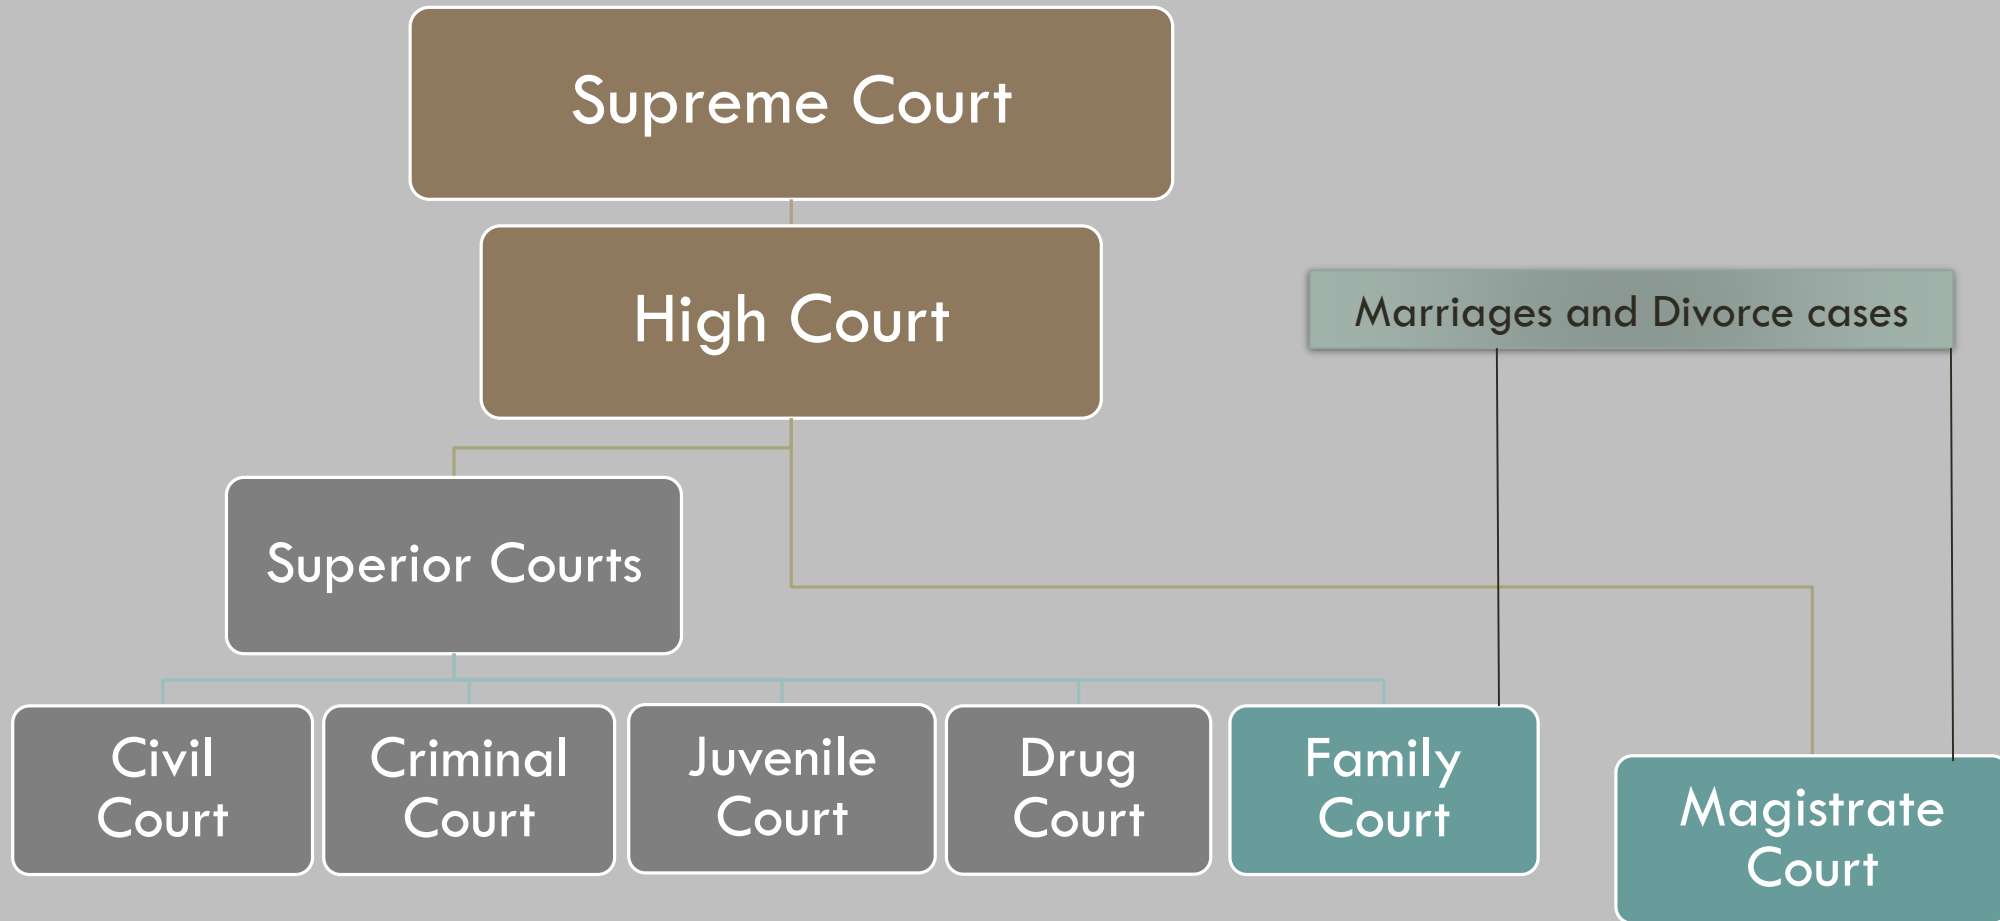 Supreme Court
High Court
Marriages and Divorce cases
Superior Courts
Civil
Court
Criminal
Court
Juvenile
Court
Drug
Court
Family
Court
Magistrate
Court